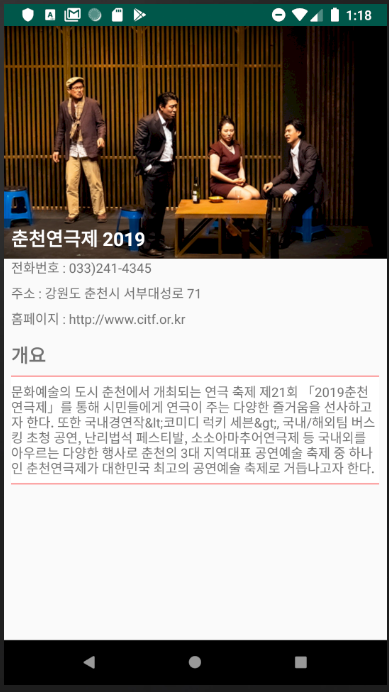 1:18
춘천연극제 2019
전화번호 : 033)241-4345
주소 : 강원도 춘천시 서부대성로 71
홈페이지 : http://www.citf.or.kr
개요
문화예술의 도시 춘천에서 개최되는 연극 축제 제21회 「2019춘천
연극제」를 통해 시민들에게 연극이 주는 다양한 즐거움을 선사하고
자 한다. 또한 국내경연작&lt;코미디 럭키 세븐&gt;, 국내/해외팀 버스
킹 초청 공연, 난리법석 페스티발, 소소아마추어연극제 등 국내외를
아우르는 다양한 행사로 춘천의 3대 지역대표 공연예술 축제 중 하나
인 춘천연극제가 대한민국 최고의 공연예술 축제로 거듭나고자 한다.